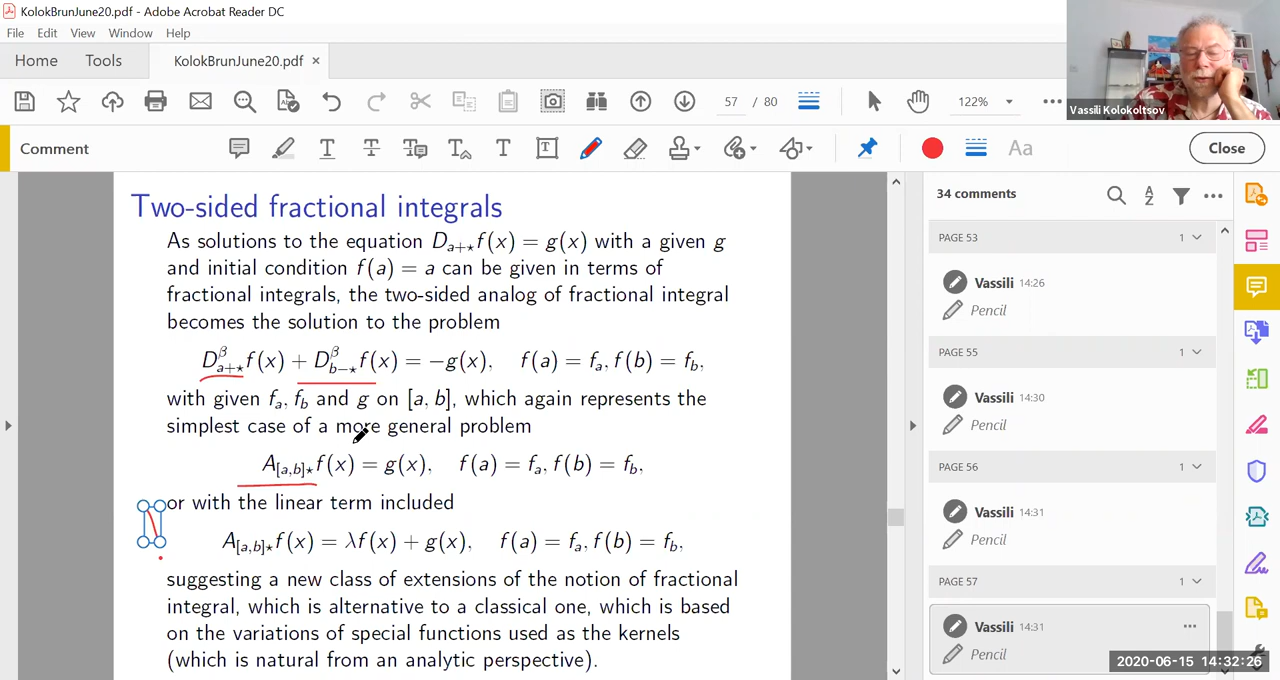 KolokBrunJune20.pdf - Adobe Acrobat Reader DC
File Edit View Window Help
Home Tools KolokBrunJune20.pdf ×
57 / 80 122%
Vassili Kolokoltsov
Comment Aa Close
34 comments
Two-sided fractional integrals
As solutions to the equation D_{a+⋆}f(x) = g(x) with a given g
and initial condition f(a) = a can be given in terms of
fractional integrals, the two-sided analog of fractional integral
becomes the solution to the problem
D^β_{a+⋆}f(x) + D^β_{b−⋆}f(x) = −g(x), f(a) = f_a, f(b) = f_b,
with given f_a, f_b and g on [a, b], which again represents the
simplest case of a more general problem
A_{[a,b]⋆}f(x) = g(x), f(a) = f_a, f(b) = f_b,
or with the linear term included
A_{[a,b]⋆}f(x) = λf(x) + g(x), f(a) = f_a, f(b) = f_b,
suggesting a new class of extensions of the notion of fractional
integral, which is alternative to a classical one, which is based
on the variations of special functions used as the kernels
(which is natural from an analytic perspective).
PAGE 53 1
Vassili 14:26
Pencil
PAGE 55 1
Vassili 14:30
Pencil
PAGE 56 1
Vassili 14:31
Pencil
PAGE 57 1
Vassili 14:31
Pencil
2020-06-15 14:32:26